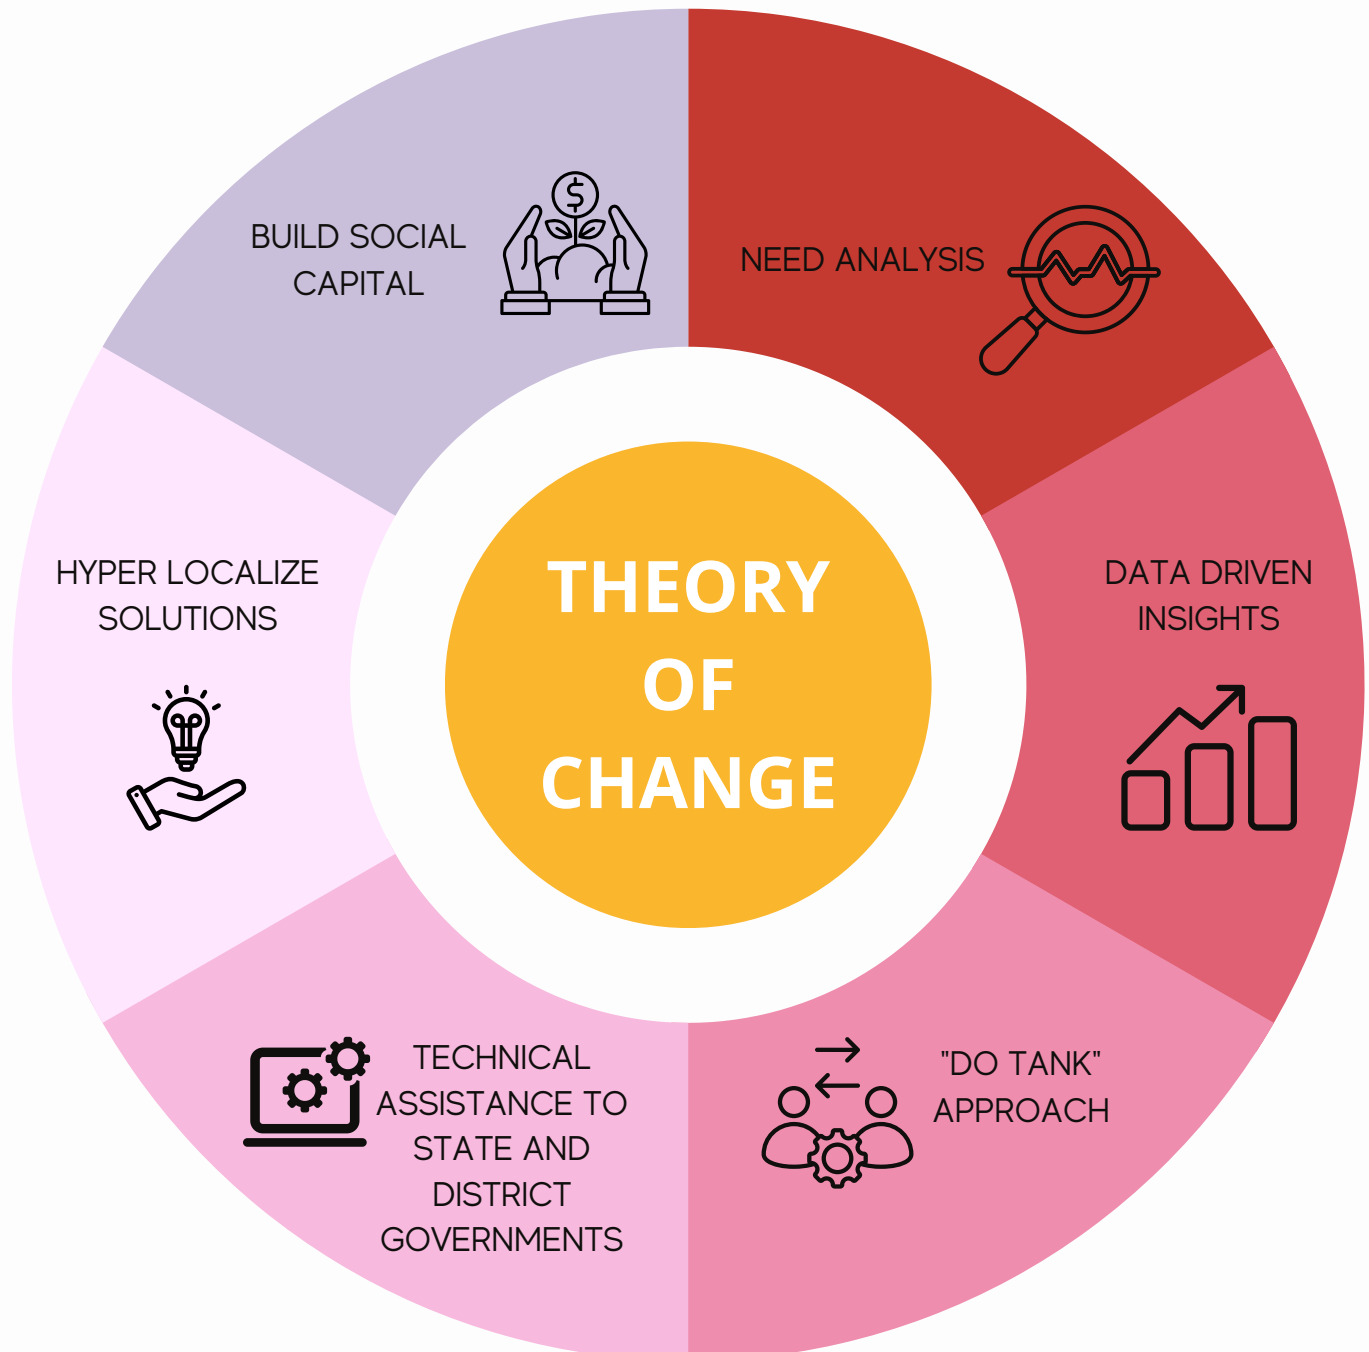 BUILD SOCIAL
CAPITAL
NEED ANALYSIS
HYPER LOCALIZE
SOLUTIONS
THEORY
OF
CHANGE
DATA DRIVEN
INSIGHTS
TECHNICAL
ASSISTANCE TO
STATE AND
DISTRICT
GOVERNMENTS
"DO TANK"
APPROACH